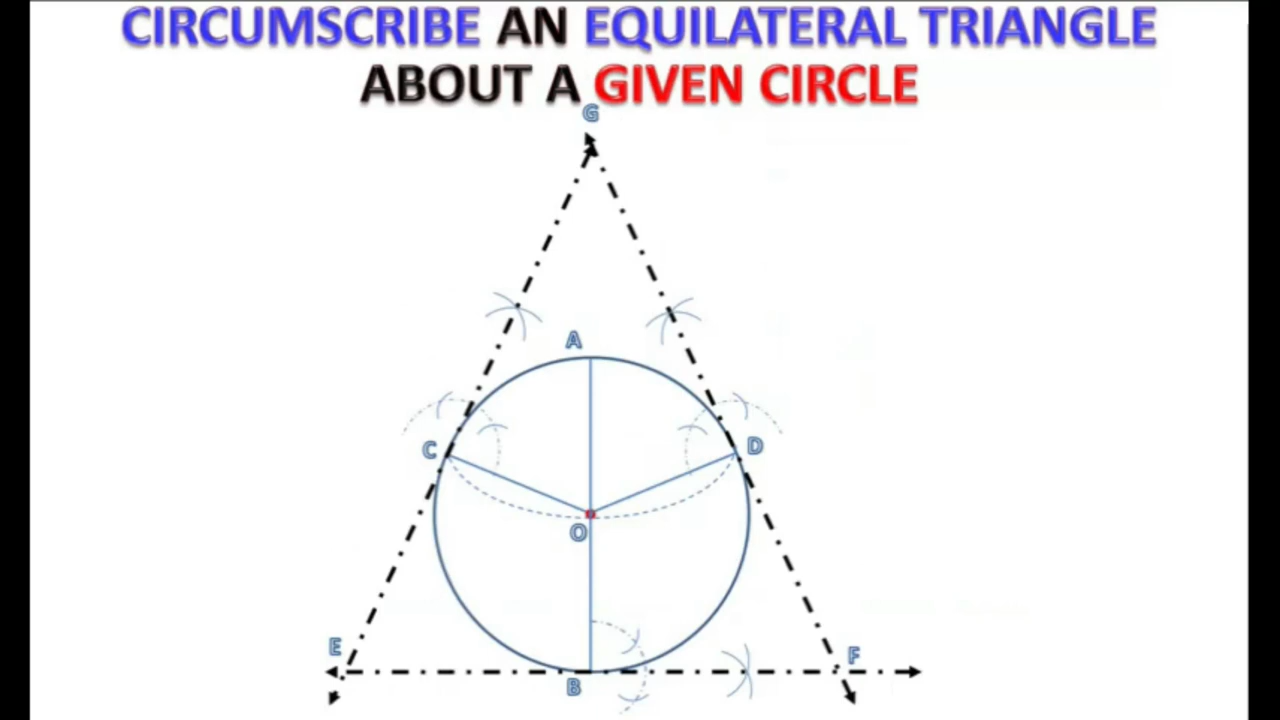 CIRCUMSCRIBE AN EQUILATERAL TRIANGLE
ABOUT A GIVEN CIRCLE
G
A
C
D
O
E
F
B